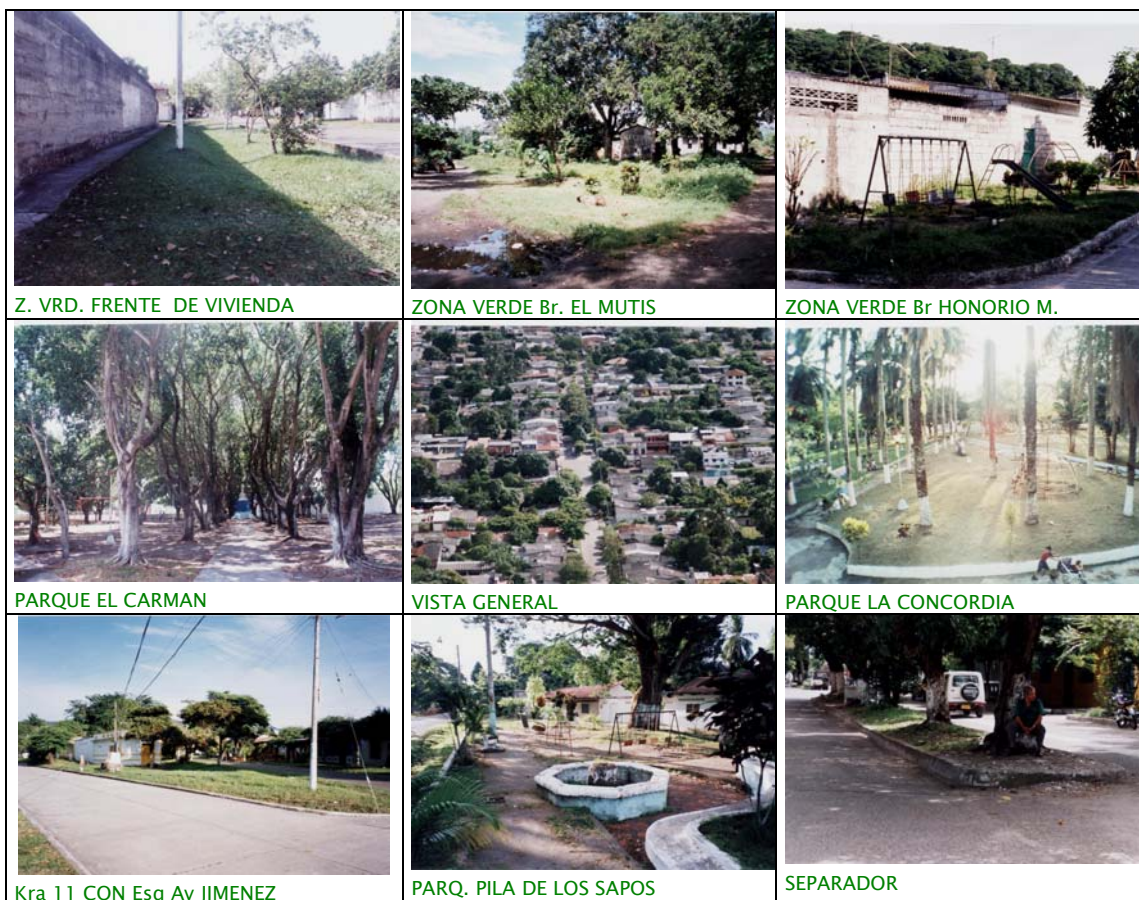 Z. VRD. FRENTE DE VIVIENDA
ZONA VERDE Br. EL MUTIS
ZONA VERDE Br HONORIO M.
PARQUE EL CARMAN
VISTA GENERAL
PARQUE LA CONCORDIA
Kra 11 CON Esq Av JIMENEZ
PARQ. PILA DE LOS SAPOS
SEPARADOR